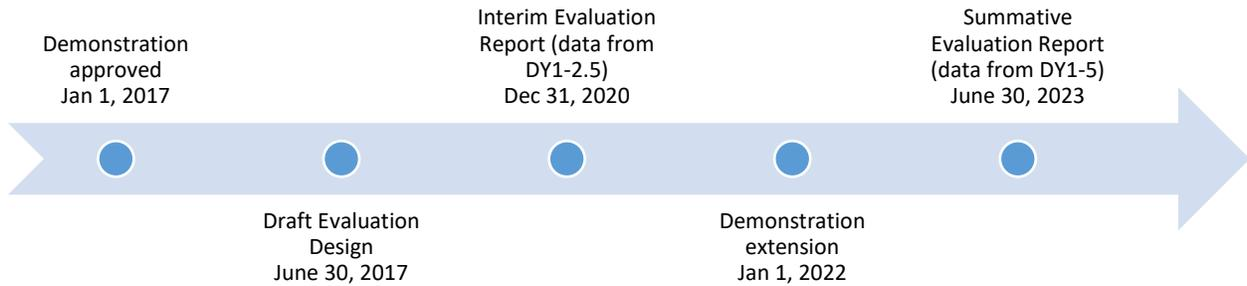 Demonstration
approved
Jan 1, 2017
Draft Evaluation
Design
June 30, 2017
Interim Evaluation
Report (data from
DY1-2.5)
Dec 31, 2020
Demonstration
extension
Jan 1, 2022
Summative
Evaluation Report
(data from DY1-5)
June 30, 2023